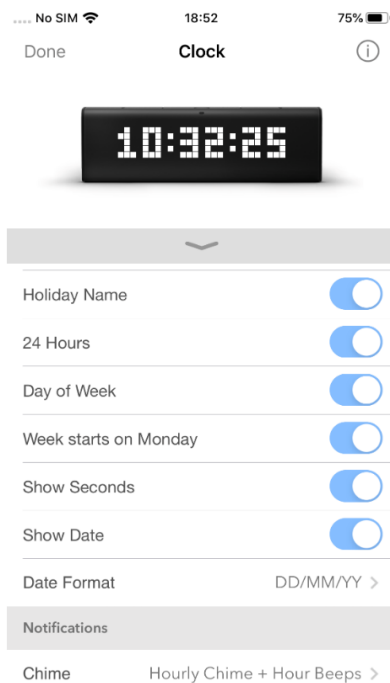 No SIM 18:52 75%
Done Clock
10:32:25
Holiday Name
24 Hours
Day of Week
Week starts on Monday
Show Seconds
Show Date
Date Format DD/MM/YY
Notifications
Chime Hourly Chime + Hour Beeps